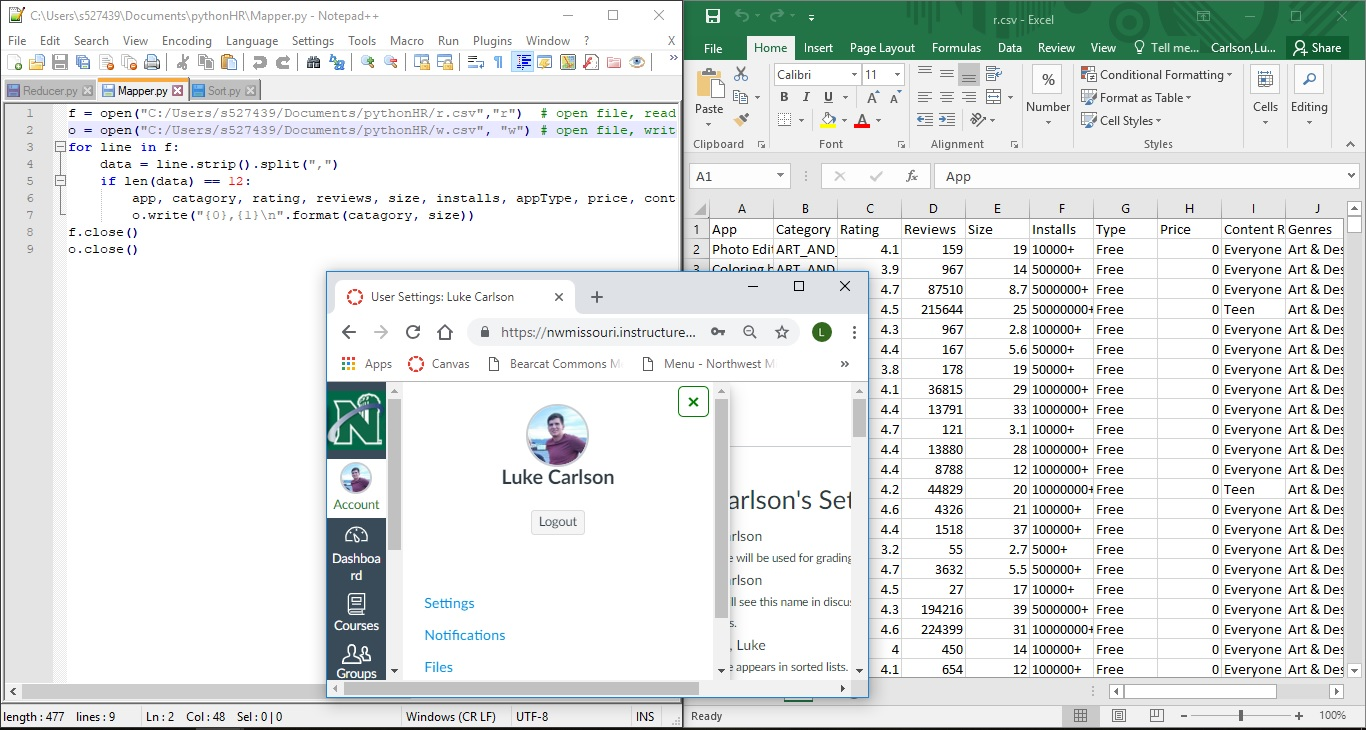 C:\Users\s527439\Documents\pythonHR\Mapper.py - Notepad++
File Edit Search View Encoding Language Settings Tools Macro Run Plugins Window ? X
Reducer.py Mapper.py Sort.py
1 f = open("C:/Users/s527439/Documents/pythonHR/r.csv","r") # open file, read
2 o = open("C:/Users/s527439/Documents/pythonHR/w.csv", "w") # open file, writ
3 for line in f:
4 data = line.strip().split(",")
5 if len(data) == 12:
6 app, catagory, rating, reviews, size, installs, appType, price, cont
7 o.write("{0},{1}\n".format(catagory, size))
8 f.close()
9 o.close()
length : 477 lines : 9 Ln : 2 Col : 48 Sel : 0 | 0 Windows (CR LF) UTF-8 INS
r.csv - Excel
File Home Insert Page Layout Formulas Data Review View Tell me... Carlson,Lu... Share
Paste
Clipboard
Calibri 11
B I U A A
A
Font
Alignment
%
Number
Conditional Formatting
Format as Table
Cell Styles
Styles
Cells
Editing
A1 fx App
A B C D E F G H I J
1 App Category Rating Reviews Size Installs Type Price Content R Genres
2 Photo Edit ART_AND_ 4.1 159 19 10000+ Free 0 Everyone Art & Des
3 Coloring b ART_AND 3.9 967 14 500000+ Free 0 Everyone Art & Des
4.7 87510 8.7 5000000+ Free 0 Everyone Art & Des
4.5 215644 25 50000000+ Free 0 Teen Art & Des
4.3 967 2.8 100000+ Free 0 Everyone Art & Des
4.4 167 5.6 50000+ Free 0 Everyone Art & Des
3.8 178 19 50000+ Free 0 Everyone Art & Des
4.1 36815 29 1000000+ Free 0 Everyone Art & Des
4.4 13791 33 1000000+ Free 0 Everyone Art & Des
4.7 121 3.1 10000+ Free 0 Everyone Art & Des
4.4 13880 28 1000000+ Free 0 Everyone Art & Des
4.4 8788 12 1000000+ Free 0 Everyone Art & Des
4.2 44829 20 10000000+ Free 0 Teen Art & Des
4.6 4326 21 100000+ Free 0 Everyone Art & Des
4.4 1518 37 100000+ Free 0 Everyone Art & Des
3.2 55 2.7 5000+ Free 0 Everyone Art & Des
4.7 3632 5.5 500000+ Free 0 Everyone Art & Des
4.5 27 17 10000+ Free 0 Everyone Art & Des
4.3 194216 39 5000000+ Free 0 Everyone Art & Des
4.6 224399 31 10000000+ Free 0 Everyone Art & Des
4 450 14 100000+ Free 0 Everyone Art & Des
4.1 654 12 100000+ Free 0 Everyone Art & Des
Ready 100%
User Settings: Luke Carlson
https://nwmissouri.instructure... L
Apps Canvas Bearcat Commons Menu - Northwest M
N
Account
Dashboa
rd
Courses
Groups
Luke Carlson
Logout
Settings
Notifications
Files
arlson's Set
arlson
e will be used for grading
arlson
ll see this name in discus
s.
, Luke
e appears in sorted lists.